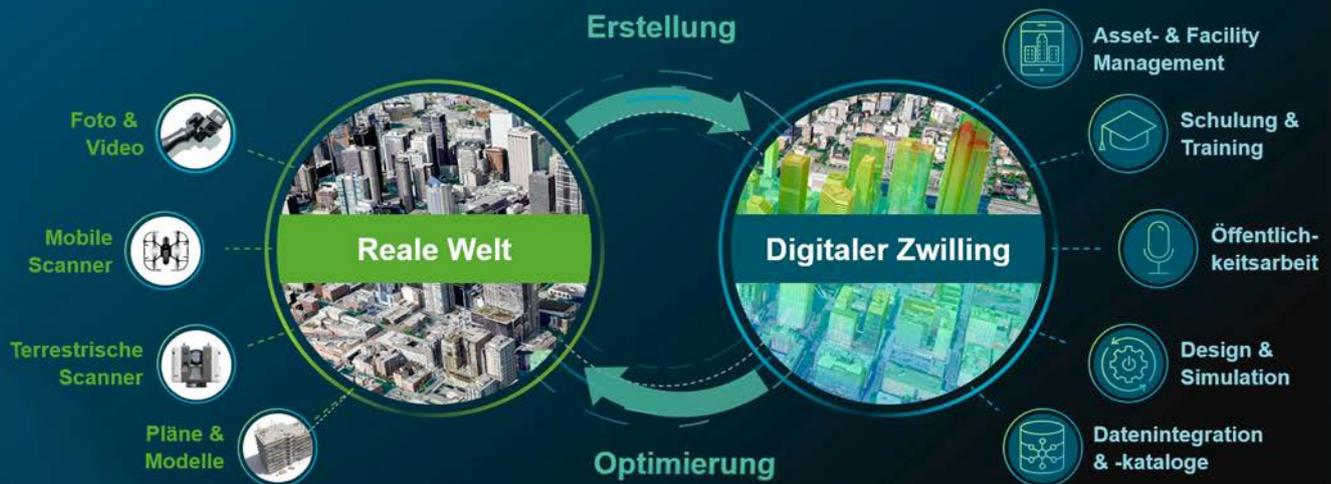 Erstellung
Foto &
Video
Mobile
Scanner
Terrestrische
Scanner
Pläne &
Modelle
Reale Welt
Digitaler Zwilling
Asset- & Facility
Management
Schulung &
Training
Öffentlich-
keitsarbeit
Design &
Simulation
Datenintegration
& -kataloge
Optimierung